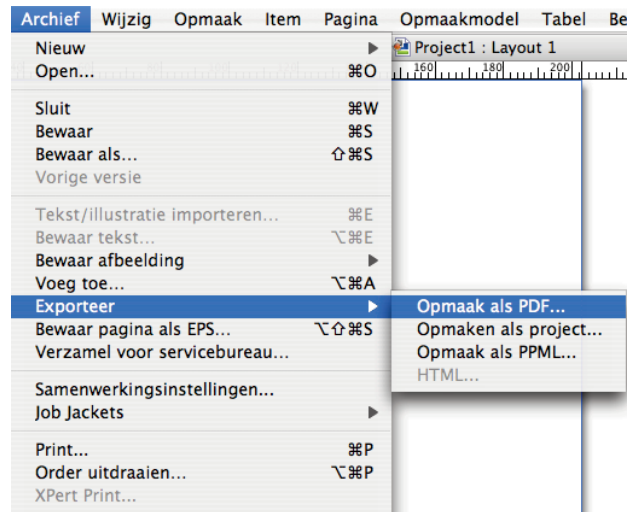 Archief Wijzig Opmaak Item Pagina Opmaakmodel Tabel Be
Project1 : Layout 1
160 180 200
Nieuw
Open... ⌘O
Sluit ⌘W
Bewaar ⌘S
Bewaar als... ⇧⌘S
Vorige versie
Tekst/illustratie importeren... ⌘E
Bewaar tekst... ⌥⌘E
Bewaar afbeelding
Voeg toe... ⌥⌘A
Exporteer
Opmaak als PDF...
Opmaken als project...
Opmaak als PPML...
HTML...
Bewaar pagina als EPS... ⌥⇧⌘S
Verzamel voor servicebureau...
Samenwerkingsinstellingen...
Job Jackets
Print... ⌘P
Order uitdraaien... ⌥⌘P
XPert Print...